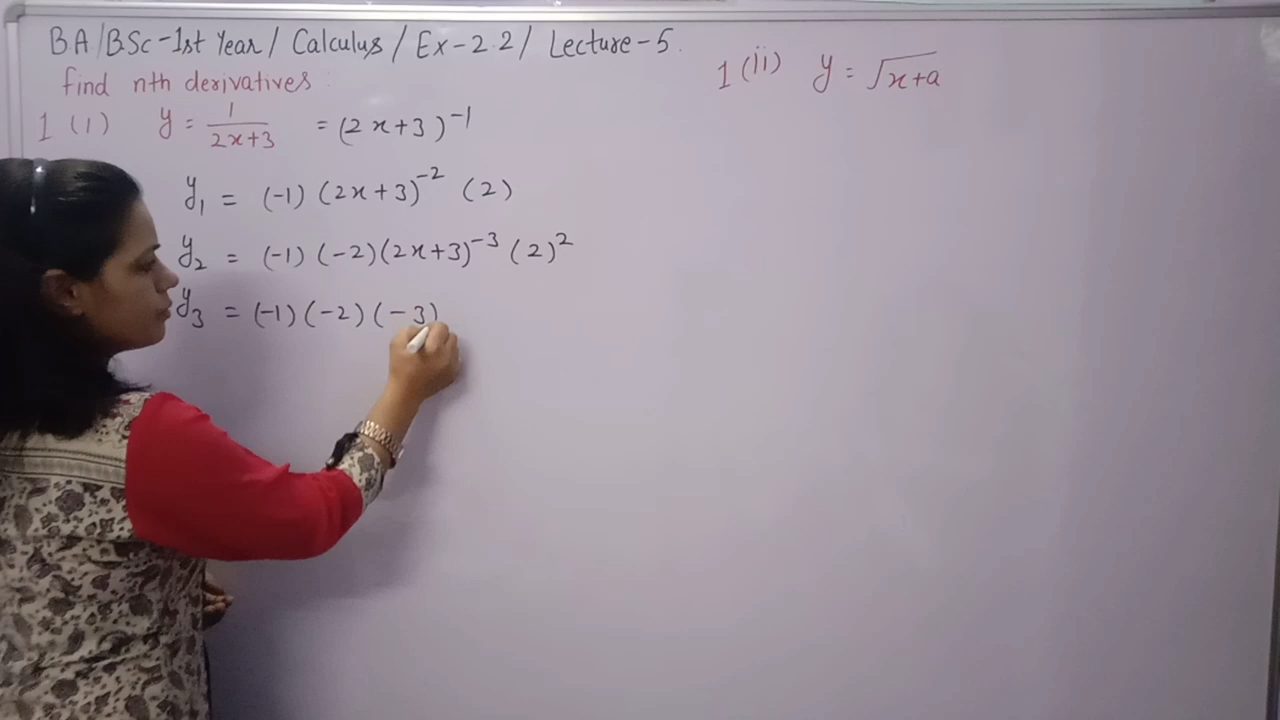 BA/BSc-1st Year/ Calculus / Ex-2.2/ Lecture-5.
find nth derivatives :
1 (i) y = 1/(2x+3) = (2x+3)^-1
y₁ = (-1) (2x+3)^-2 (2)
y₂ = (-1) (-2)(2x+3)^-3 (2)^2
y₃ = (-1)(-2)(-3)
1 (ii) y = √(x+a)